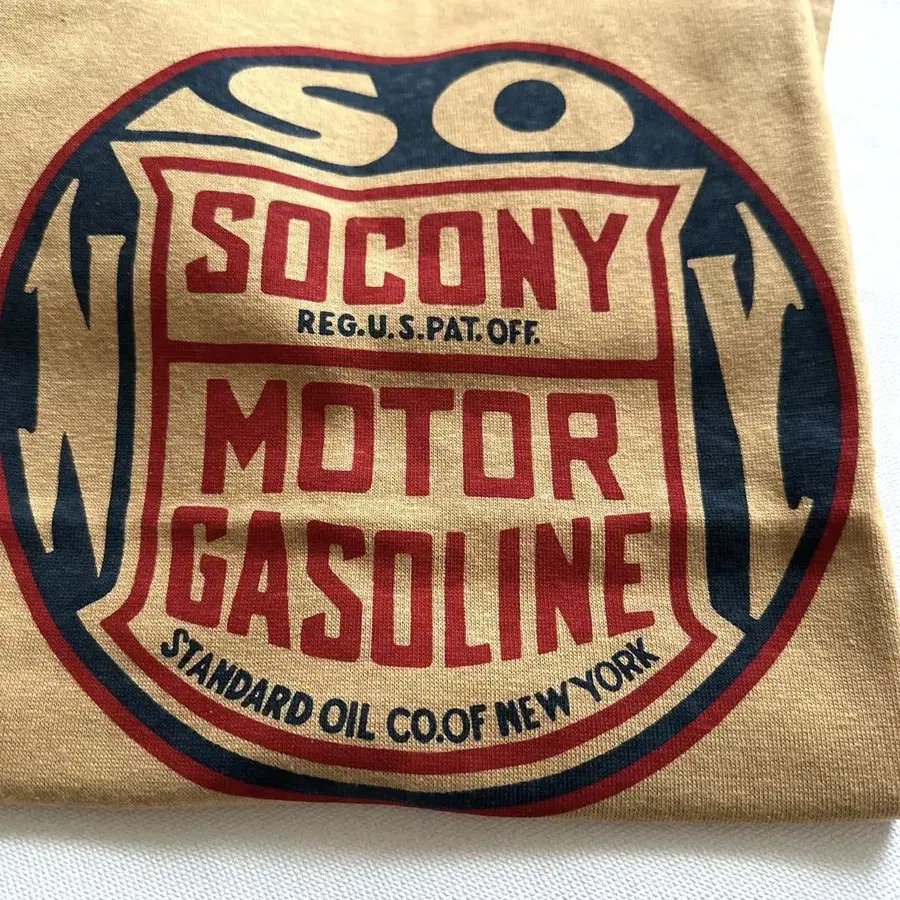 SO
N Y
SOCONY
REG.U.S.PAT.OFF.
MOTOR
GASOLINE
STANDARD OIL CO.OF NEW YORK